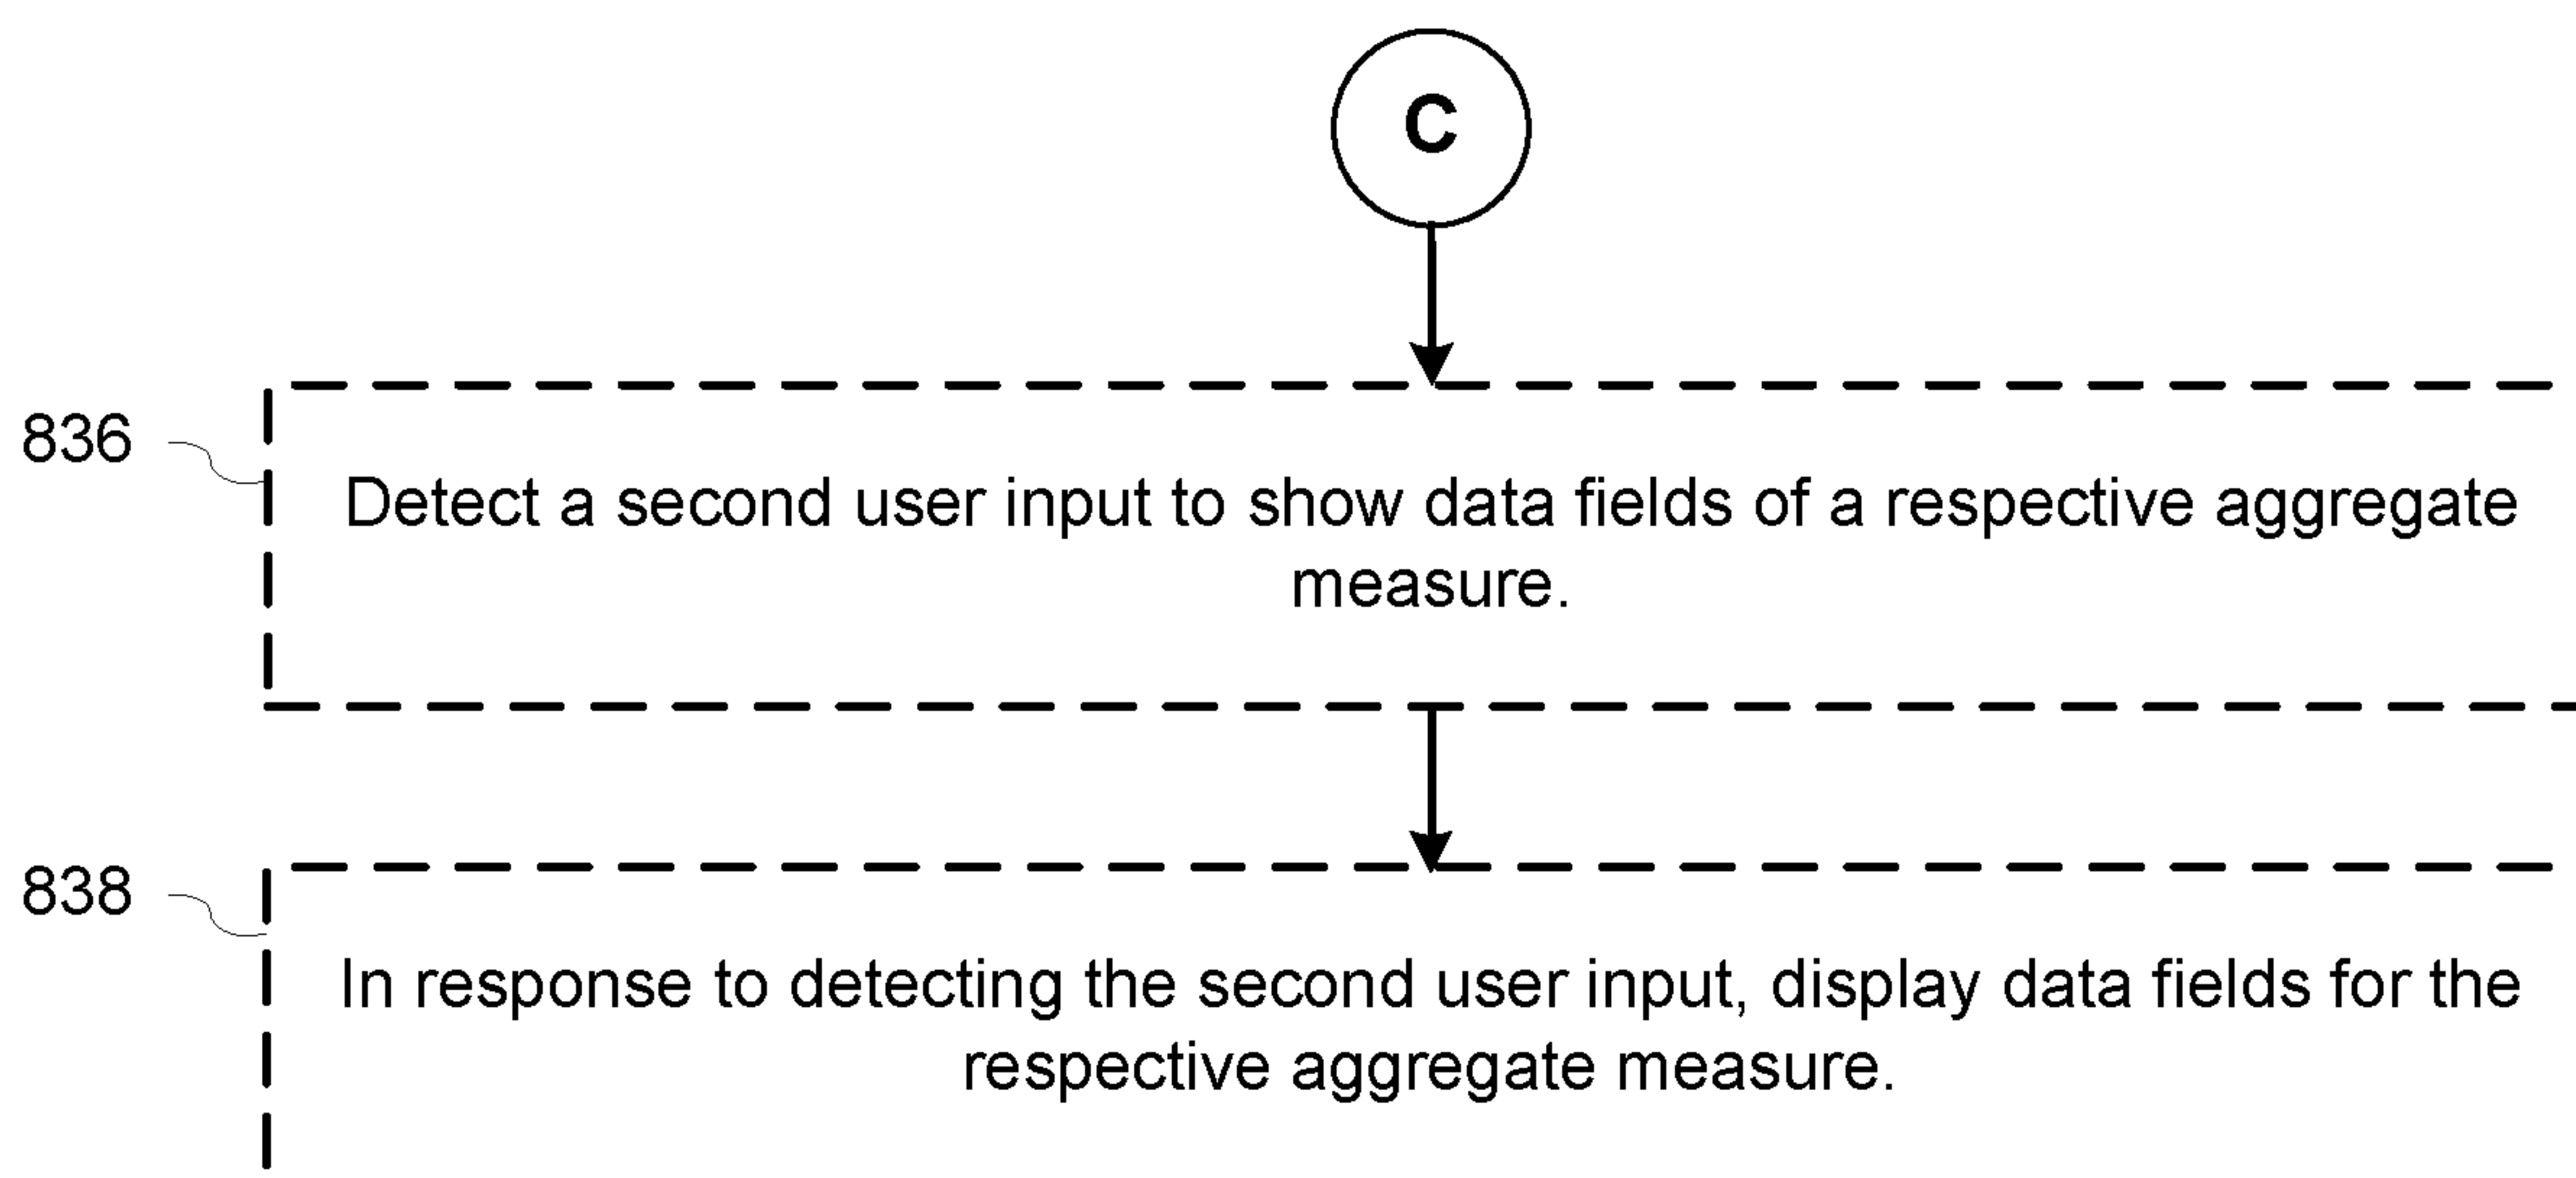 C
836
Detect a second user input to show data fields of a respective aggregate
measure.
838
In response to detecting the second user input, display data fields for the
respective aggregate measure.